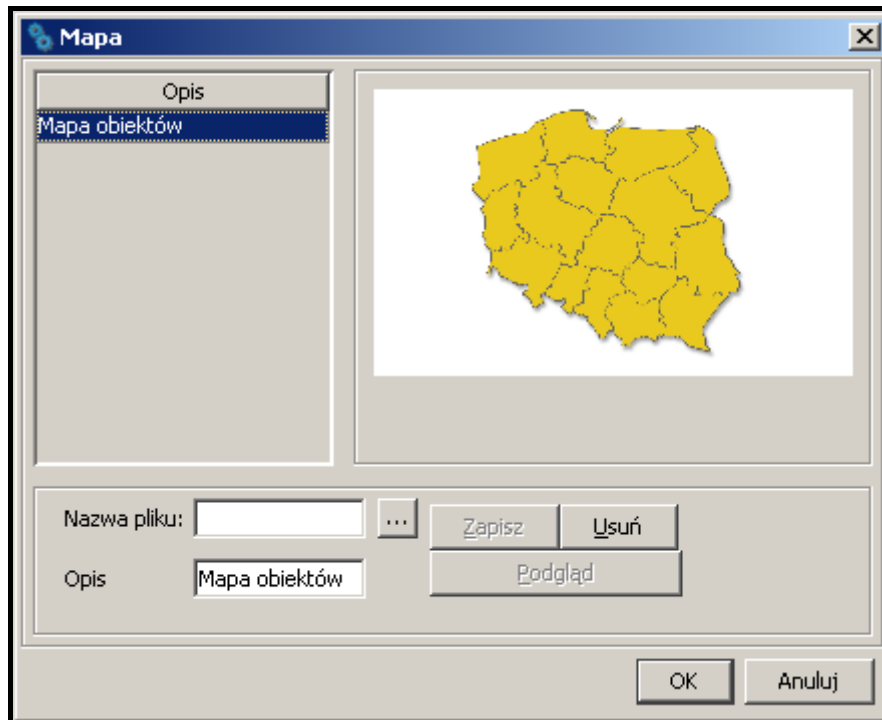 Mapa
Opis
Mapa obiektów
Nazwa pliku:
...
Zapisz
Usuń
Opis
Mapa obiektów
Podgląd
OK
Anuluj